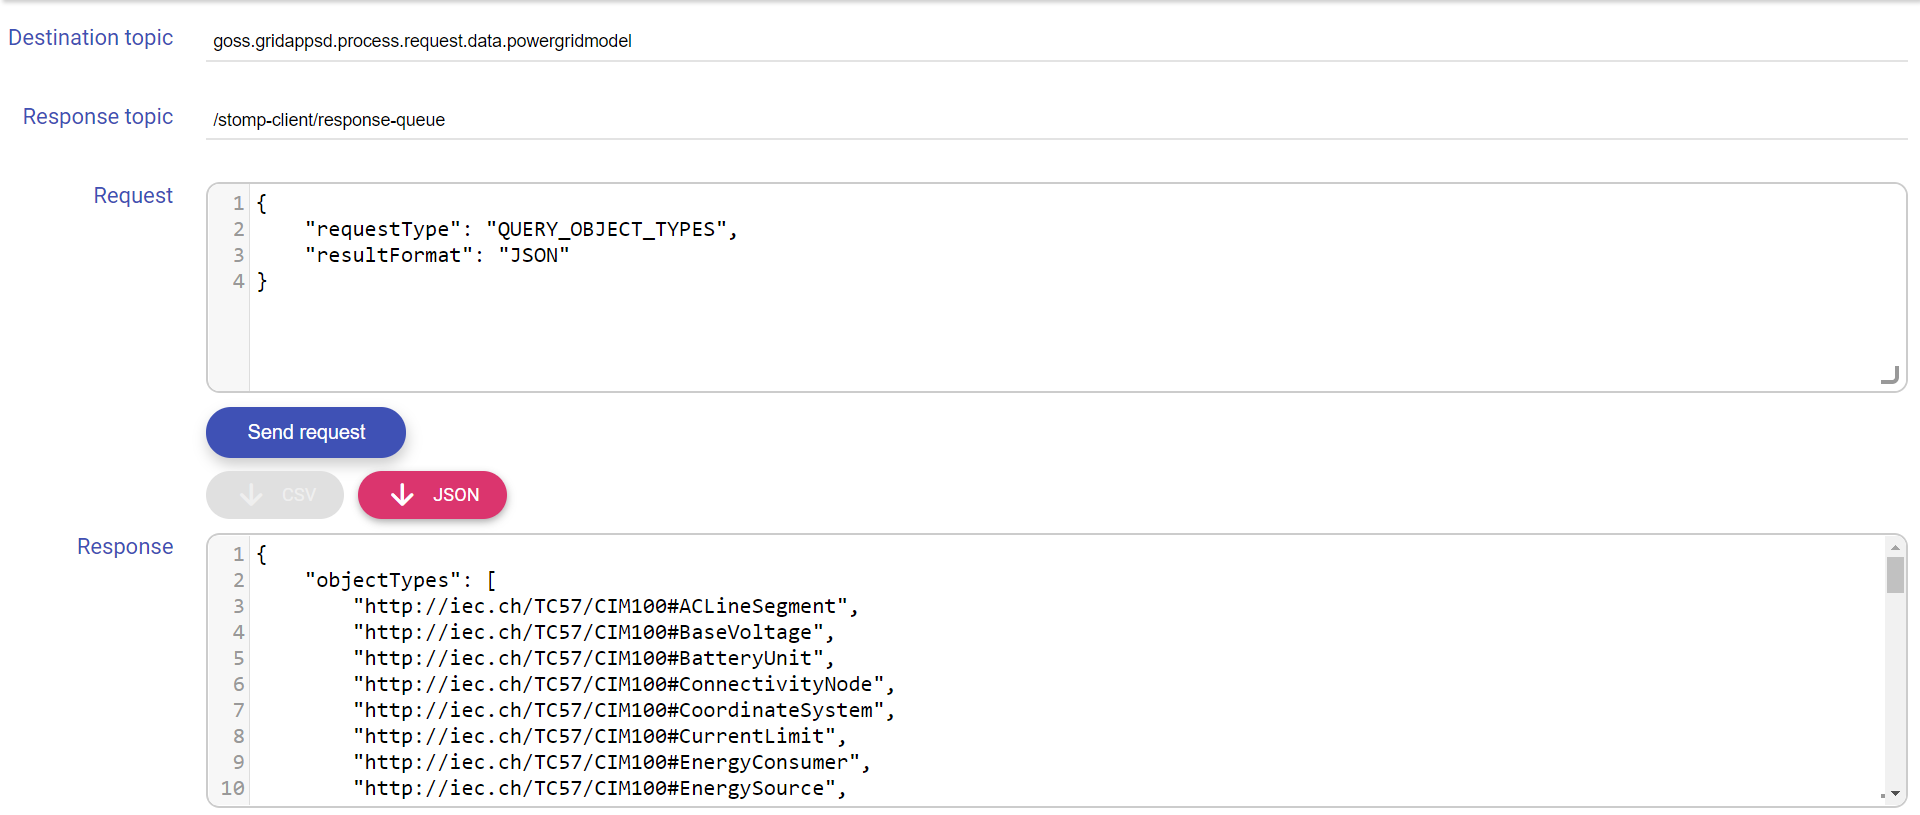 Destination topic
goss.gridappsd.process.request.data.powergridmodel
Response topic
/stomp-client/response-queue
Request
1 {
2     "requestType": "QUERY_OBJECT_TYPES",
3     "resultFormat": "JSON"
4 }
Send request
CSV
JSON
Response
1 {
2     "objectTypes": [
3         "http://iec.ch/TC57/CIM100#ACLineSegment",
4         "http://iec.ch/TC57/CIM100#BaseVoltage",
5         "http://iec.ch/TC57/CIM100#BatteryUnit",
6         "http://iec.ch/TC57/CIM100#ConnectivityNode",
7         "http://iec.ch/TC57/CIM100#CoordinateSystem",
8         "http://iec.ch/TC57/CIM100#CurrentLimit",
9         "http://iec.ch/TC57/CIM100#EnergyConsumer",
10         "http://iec.ch/TC57/CIM100#EnergySource",